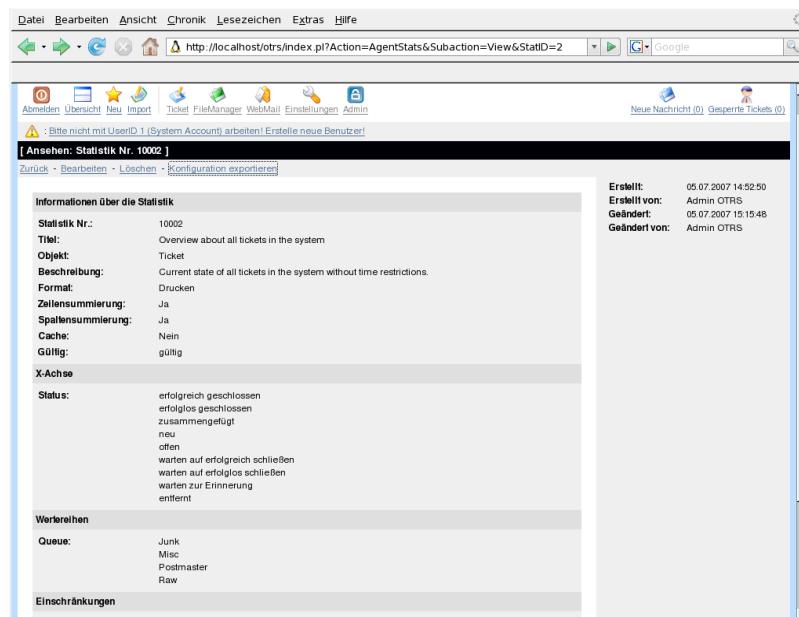 Datei Bearbeiten Ansicht Chronik Lesezeichen Extras Hilfe
http://localhost/otrs/index.pl?Action=AgentStats&Subaction=View&StatID=2
G Google
Abmelden Übersicht Neu Import Ticket FileManager WebMail Einstellungen Admin
Neue Nachricht (0) Gesperrte Tickets (0)
: Bitte nicht mit UserID 1 (System Account) arbeiten! Erstelle neue Benutzer!
[ Ansehen: Statistik Nr. 10002 ]
Zurück - Bearbeiten - Löschen - Konfiguration exportieren
Informationen über die Statistik
Statistik Nr.: 10002
Titel: Overview about all tickets in the system
Objekt: Ticket
Beschreibung: Current state of all tickets in the system without time restrictions.
Format: Drucken
Zeilensummierung: Ja
Spaltensummierung: Ja
Cache: Nein
Gültig: gültig
X-Achse
Status: erfolgreich geschlossen
erfolglos geschlossen
zusammengefügt
neu
offen
warten auf erfolgreich schließen
warten auf erfolglos schließen
warten zur Erinnerung
entfernt
Wertereihen
Queue: Junk
Misc
Postmaster
Raw
Einschränkungen
Erstellt: 05.07.2007 14:52:50
Erstellt von: Admin OTRS
Geändert: 05.07.2007 15:15:48
Geändert von: Admin OTRS